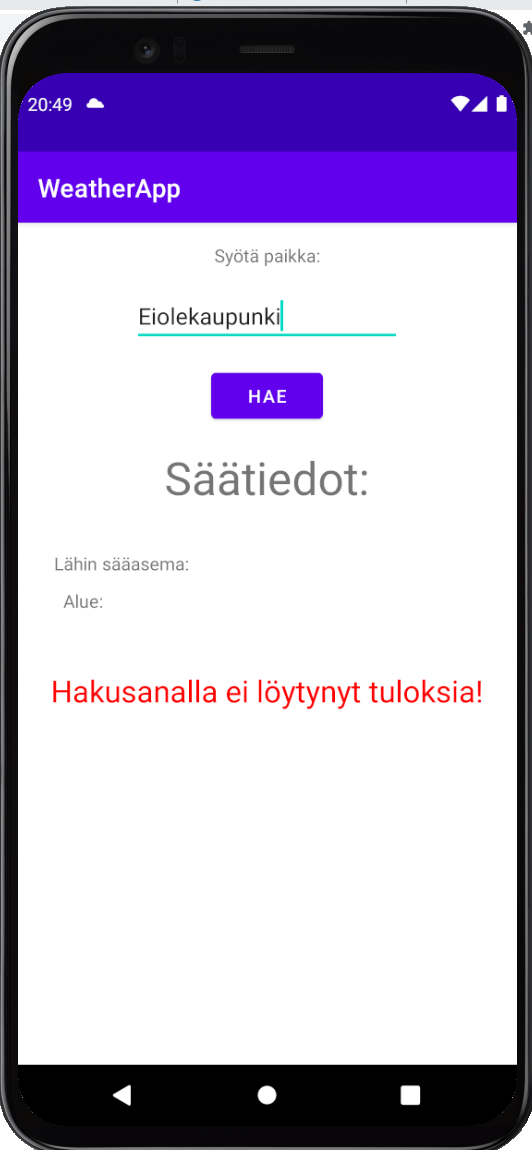 20:49
WeatherApp
Syötä paikka:
Eiolekaupunki
HAE
Säätiedot:
Lähin sääasema:
Alue:
Hakusanalla ei löytynyt tuloksia!